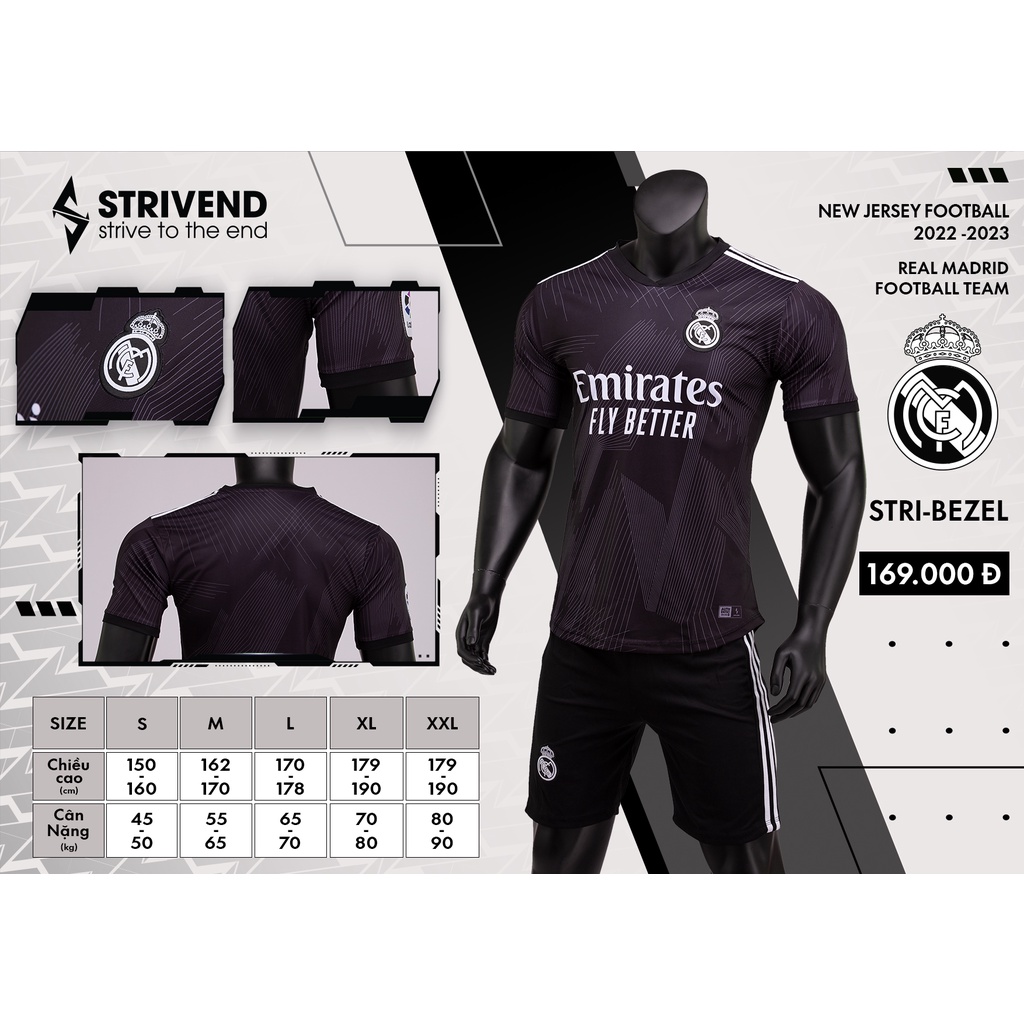 STRIVEND
strive to the end
NEW JERSEY FOOTBALL
2022 -2023
REAL MADRID
FOOTBALL TEAM
Emirates
FLY BETTER
STRI-BEZEL
169.000 Đ
SIZE S M L XL XXL
Chiều cao (cm) 150 - 160 162 - 170 170 - 178 179 - 190 179 - 190
Cân Nặng (kg) 45 - 50 55 - 65 65 - 70 70 - 80 80 - 90